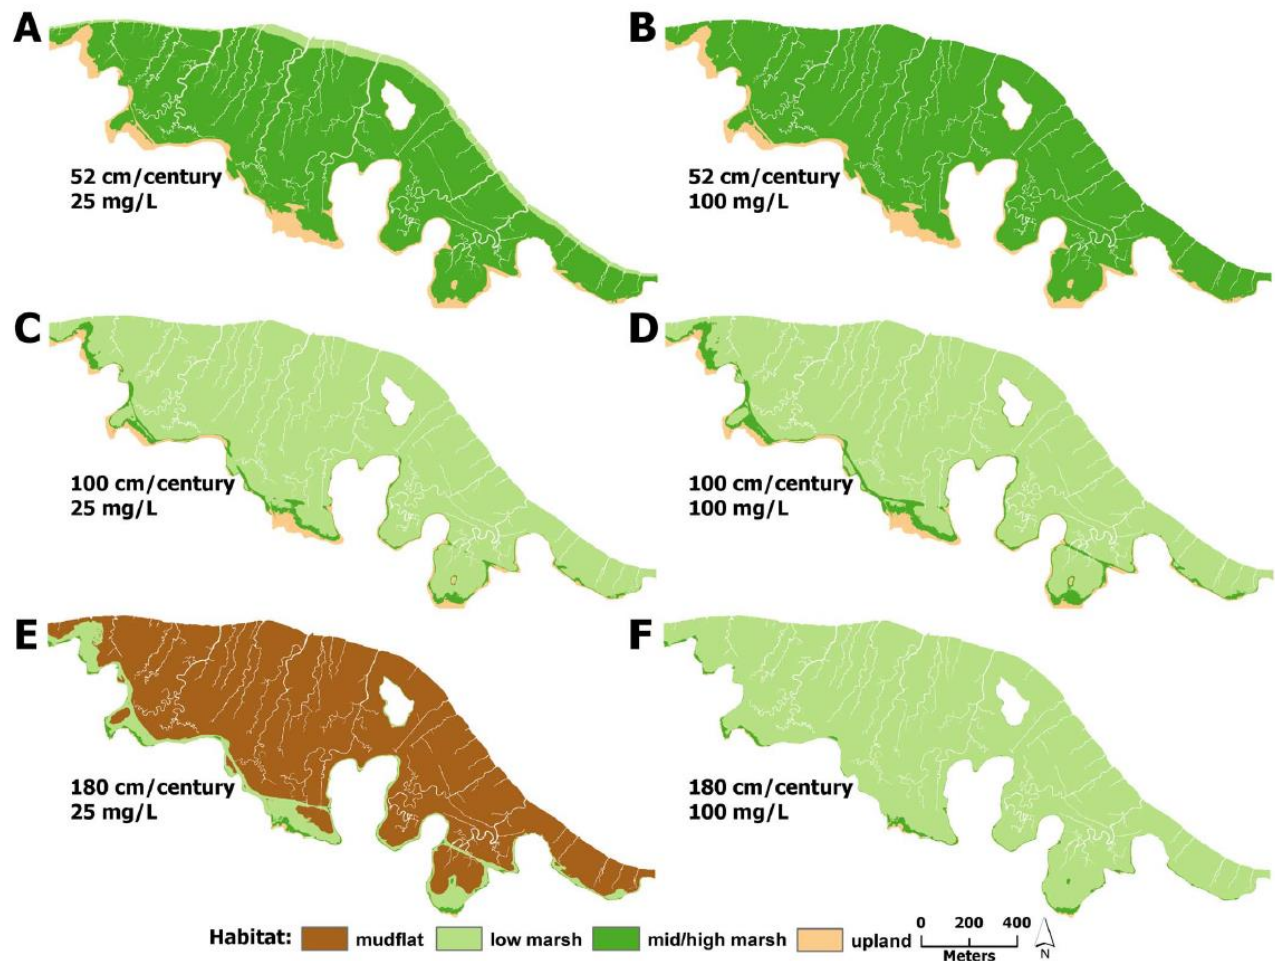 A
52 cm/century
25 mg/L
B
52 cm/century
100 mg/L
C
100 cm/century
25 mg/L
D
100 cm/century
100 mg/L
E
180 cm/century
25 mg/L
F
180 cm/century
100 mg/L
Habitat: mudflat low marsh mid/high marsh upland
0 200 400
Meters
N